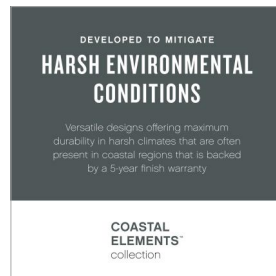 DEVELOPED TO MITIGATE
HARSH ENVIRONMENTAL
CONDITIONS
Versatile designs offering maximum
durability in harsh climates that are often
present in coastal regions that is backed
by a 5-year finish warranty
COASTAL
ELEMENTS™
collection